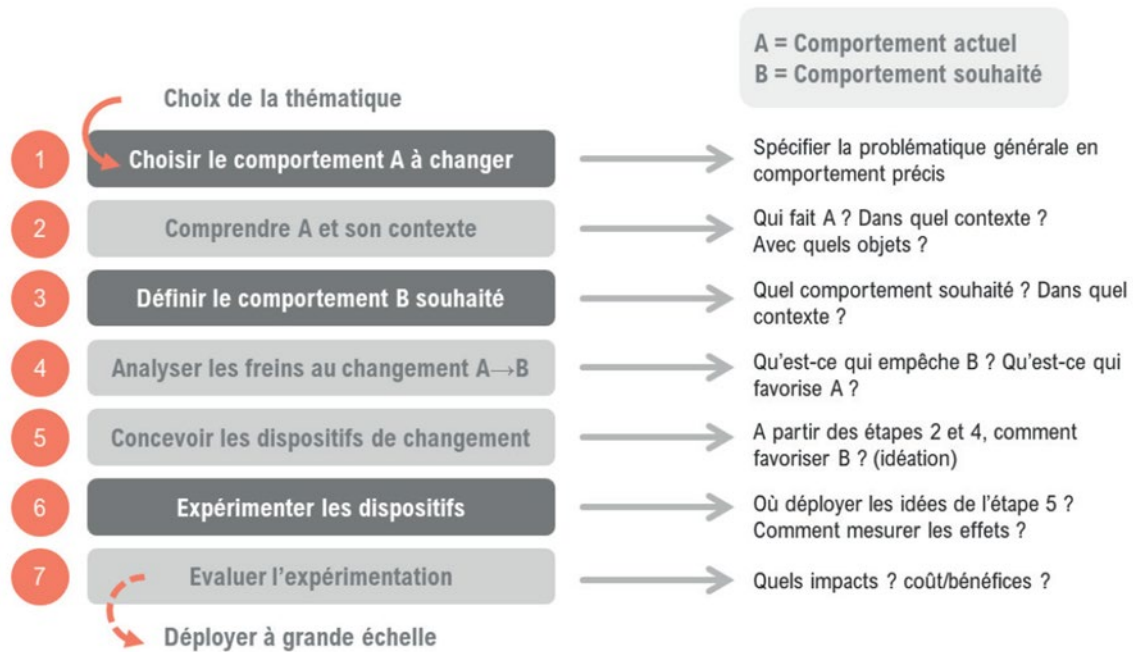 A = Comportement actuel
B = Comportement souhaité
Choix de la thématique
1
Choisir le comportement A à changer
Spécifier la problématique générale en
comportement précis
2
Comprendre A et son contexte
Qui fait A ? Dans quel contexte ?
Avec quels objets ?
3
Définir le comportement B souhaité
Quel comportement souhaité ? Dans quel
contexte ?
4
Analyser les freins au changement A→B
Qu’est-ce qui empêche B ? Qu’est-ce qui
favorise A ?
5
Concevoir les dispositifs de changement
A partir des étapes 2 et 4, comment
favoriser B ? (idéation)
6
Expérimenter les dispositifs
Où déployer les idées de l’étape 5 ?
Comment mesurer les effets ?
7
Evaluer l’expérimentation
Quels impacts ? coût/bénéfices ?
Déployer à grande échelle